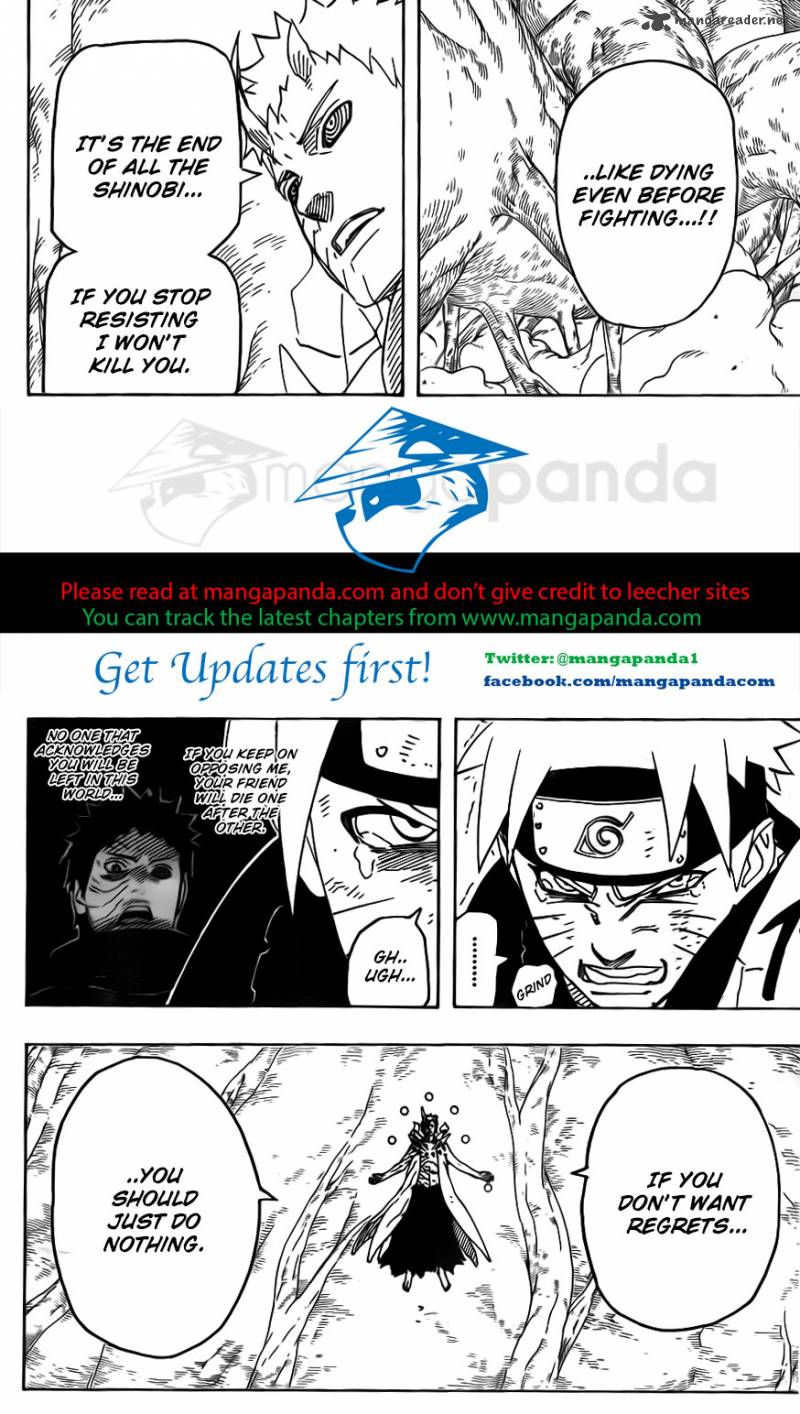 mangareader.net
..LIKE DYING
EVEN BEFORE
FIGHTING...!!
IT'S THE END
OF ALL THE
SHINOBI...
IF YOU STOP
RESISTING
I WON'T
KILL YOU.
mangapanda
Please read at mangapanda.com and don't give credit to leecher sites
You can track the latest chapters from www.mangapanda.com
Get Updates first!
Twitter:@mangapanda1
facebook.com/mangapandacom
.........
GRIND
IF YOU KEEP ON
OPPOSING ME,
YOUR FRIEND
WILL DIE ONE
AFTER THE
OTHER.
NO ONE THAT
ACKNOWLEDGES
YOU WILL BE
LEFT IN THIS
WORLD...
GH..
UGH...
IF YOU
DON'T WANT
REGRETS...
..YOU
SHOULD
JUST DO
NOTHING.